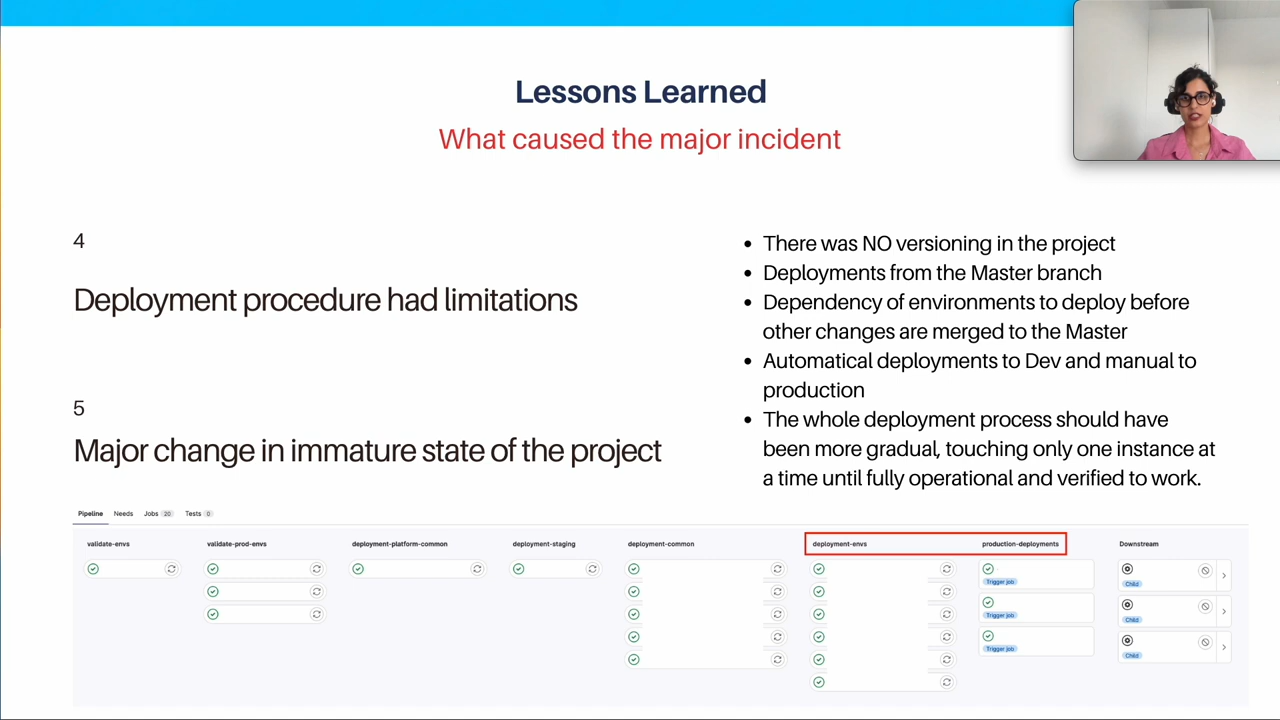 Lessons Learned
What caused the major incident
4
Deployment procedure had limitations
5
Major change in immature state of the project
• There was NO versioning in the project
• Deployments from the Master branch
• Dependency of environments to deploy before
other changes are merged to the Master
• Automatical deployments to Dev and manual to
production
• The whole deployment process should have
been more gradual, touching only one instance at
a time until fully operational and verified to work.
Pipeline Needs Jobs 20 Tests 0
validate-envs validate-prod-envs deployment-platform-common deployment-staging deployment-common deployment-envs production-deployments Downstream
Trigger job Child
Trigger job Child
Trigger job Child